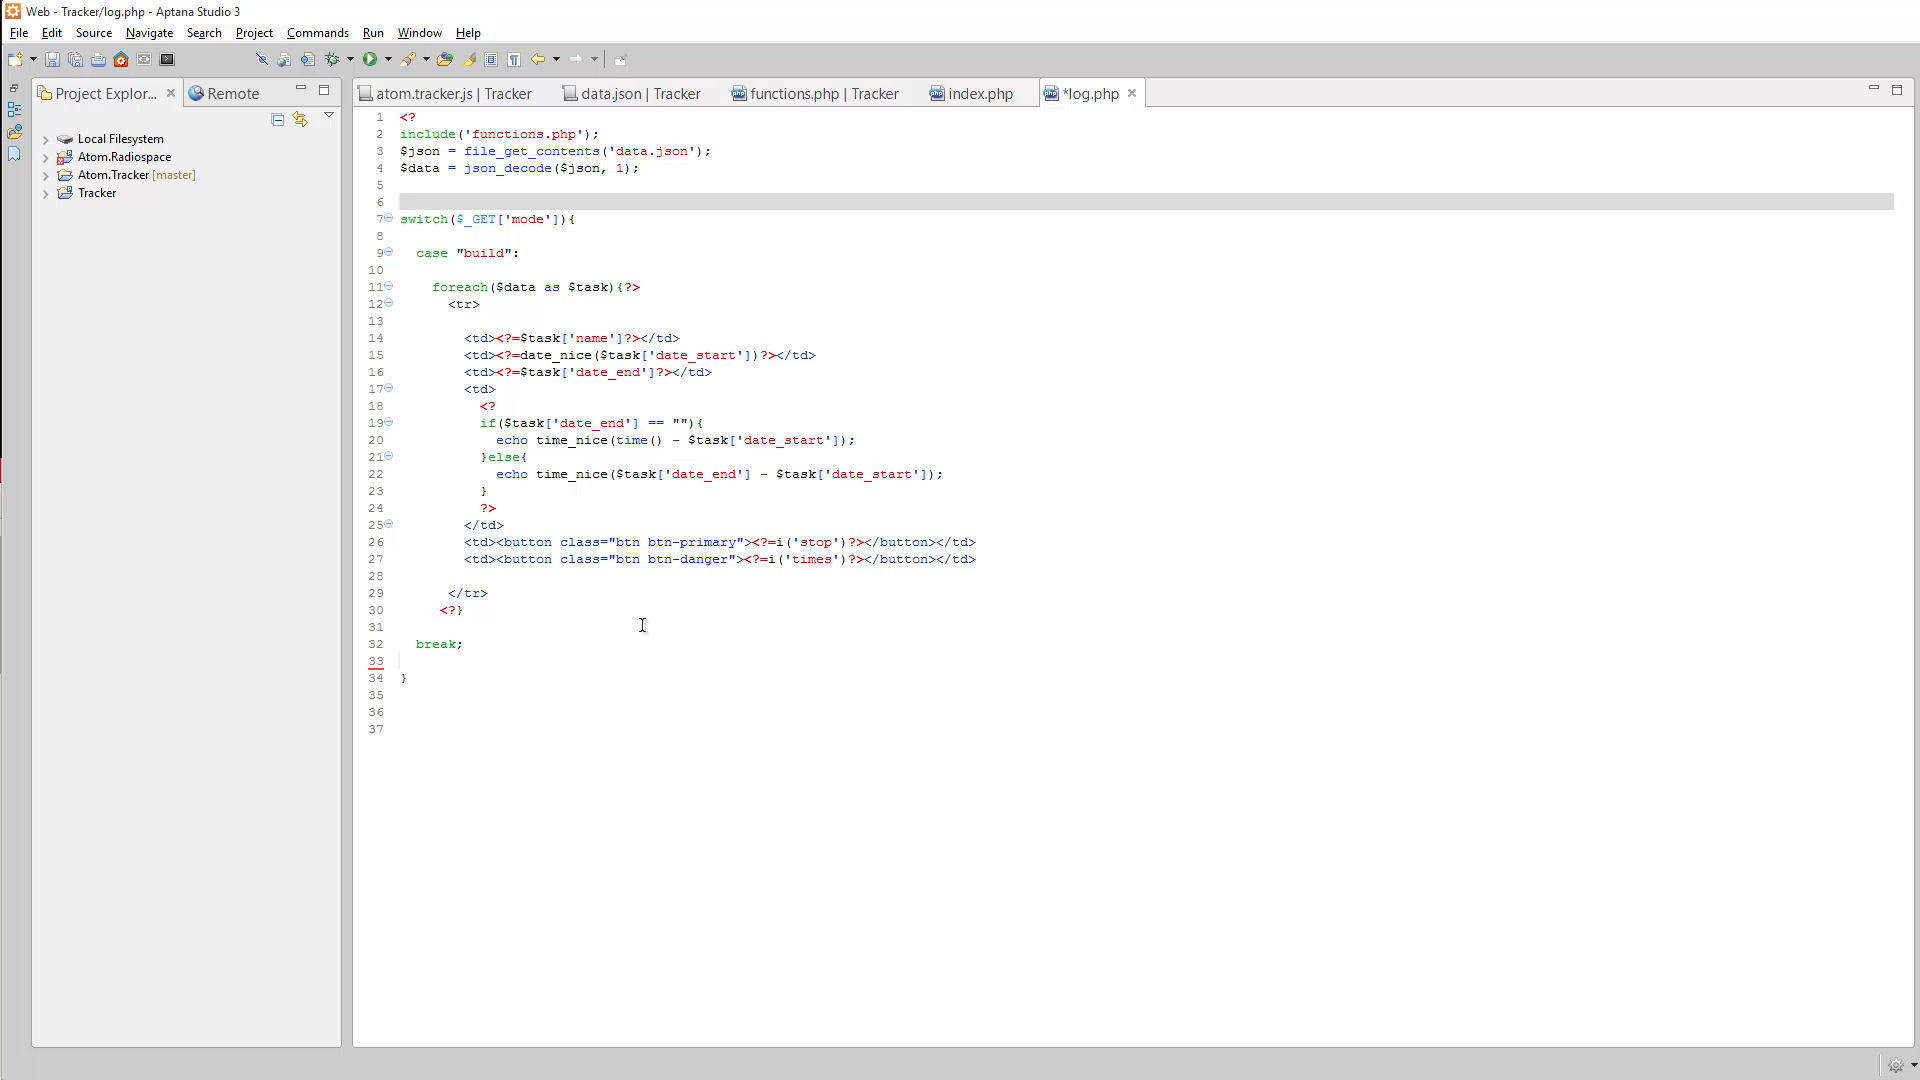 Web - Tracker/log.php - Aptana Studio 3
File Edit Source Navigate Search Project Commands Run Window Help
Project Explor... Remote
atom.tracker.js | Tracker data.json | Tracker functions.php | Tracker index.php *log.php
Local Filesystem
Atom.Radiospace
Atom.Tracker [master]
Tracker
1 <?
2 include('functions.php');
3 $json = file_get_contents('data.json');
4 $data = json_decode($json, 1);
5
6
7 switch($_GET['mode']){
8
9 case "build":
10
11 foreach($data as $task){?>
12 <tr>
13
14 <td><?=$task['name']?></td>
15 <td><?=date_nice($task['date_start'])?></td>
16 <td><?=$task['date_end']?></td>
17 <td>
18 <?
19 if($task['date_end'] == ""){
20 echo time_nice(time() - $task['date_start']);
21 }else{
22 echo time_nice($task['date_end'] - $task['date_start']);
23 }
24 ?>
25 </td>
26 <td><button class="btn btn-primary"><?=i('stop')?></button></td>
27 <td><button class="btn btn-danger"><?=i('times')?></button></td>
28
29 </tr>
30 <?}
31
32 break;
33
34 }
35
36
37